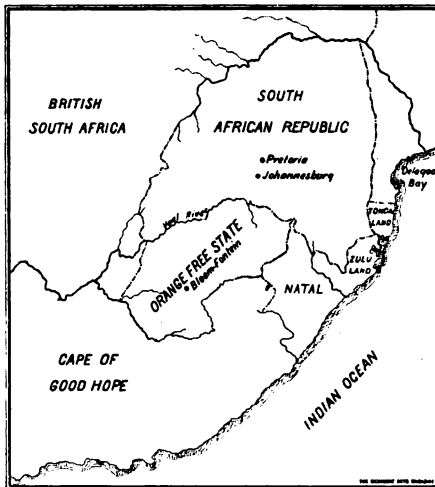 BRITISH
SOUTH AFRICA
SOUTH
AFRICAN REPUBLIC
Pretoria
Johannesburg
Delagoa
Bay
TONGA
LAND
Vaal River
ZULU
LAND
ORANGE FREE STATE
NATAL
CAPE OF
GOOD HOPE
INDIAN OCEAN